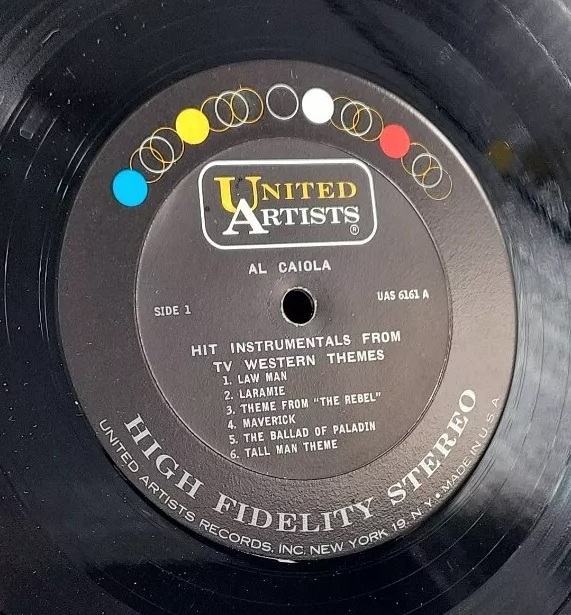 UNITED
ARTISTS
®
AL CAIOLA
SIDE 1
UAS 6161 A
HIT INSTRUMENTALS FROM
TV WESTERN THEMES
1. LAW MAN
2. LARAMIE
3. THEME FROM "THE REBEL"
4. MAVERICK
5. THE BALLAD OF PALADIN
6. TALL MAN THEME
HIGH FIDELITY STEREO
UNITED ARTISTS RECORDS, INC. NEW YORK 19, N.Y. • MADE IN U S A